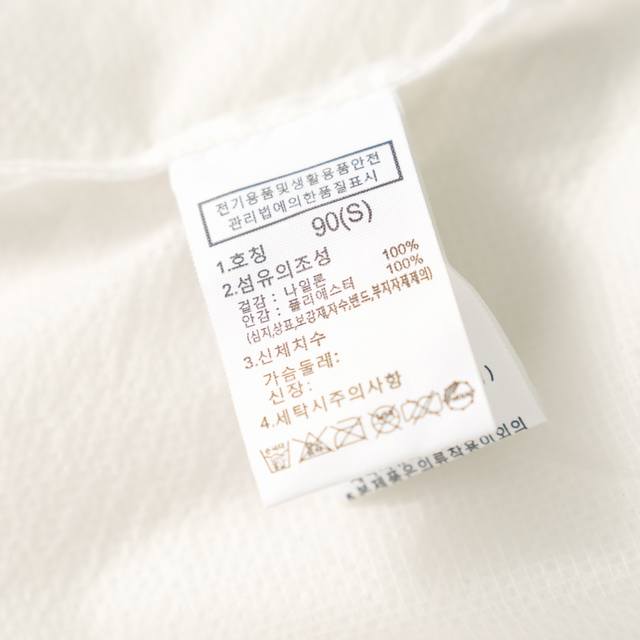 전기용품및생활용품안전
관리법에의한품질표시
1.호칭 90(S)
2.섬유의조성
겉감 : 나일론 100%
안감 : 폴리에스터 100%
(심지,상표,보강제,자수,밴드,부자자재제외)
3.신체치수
가슴둘레:
신장:
4.세탁시주의사항